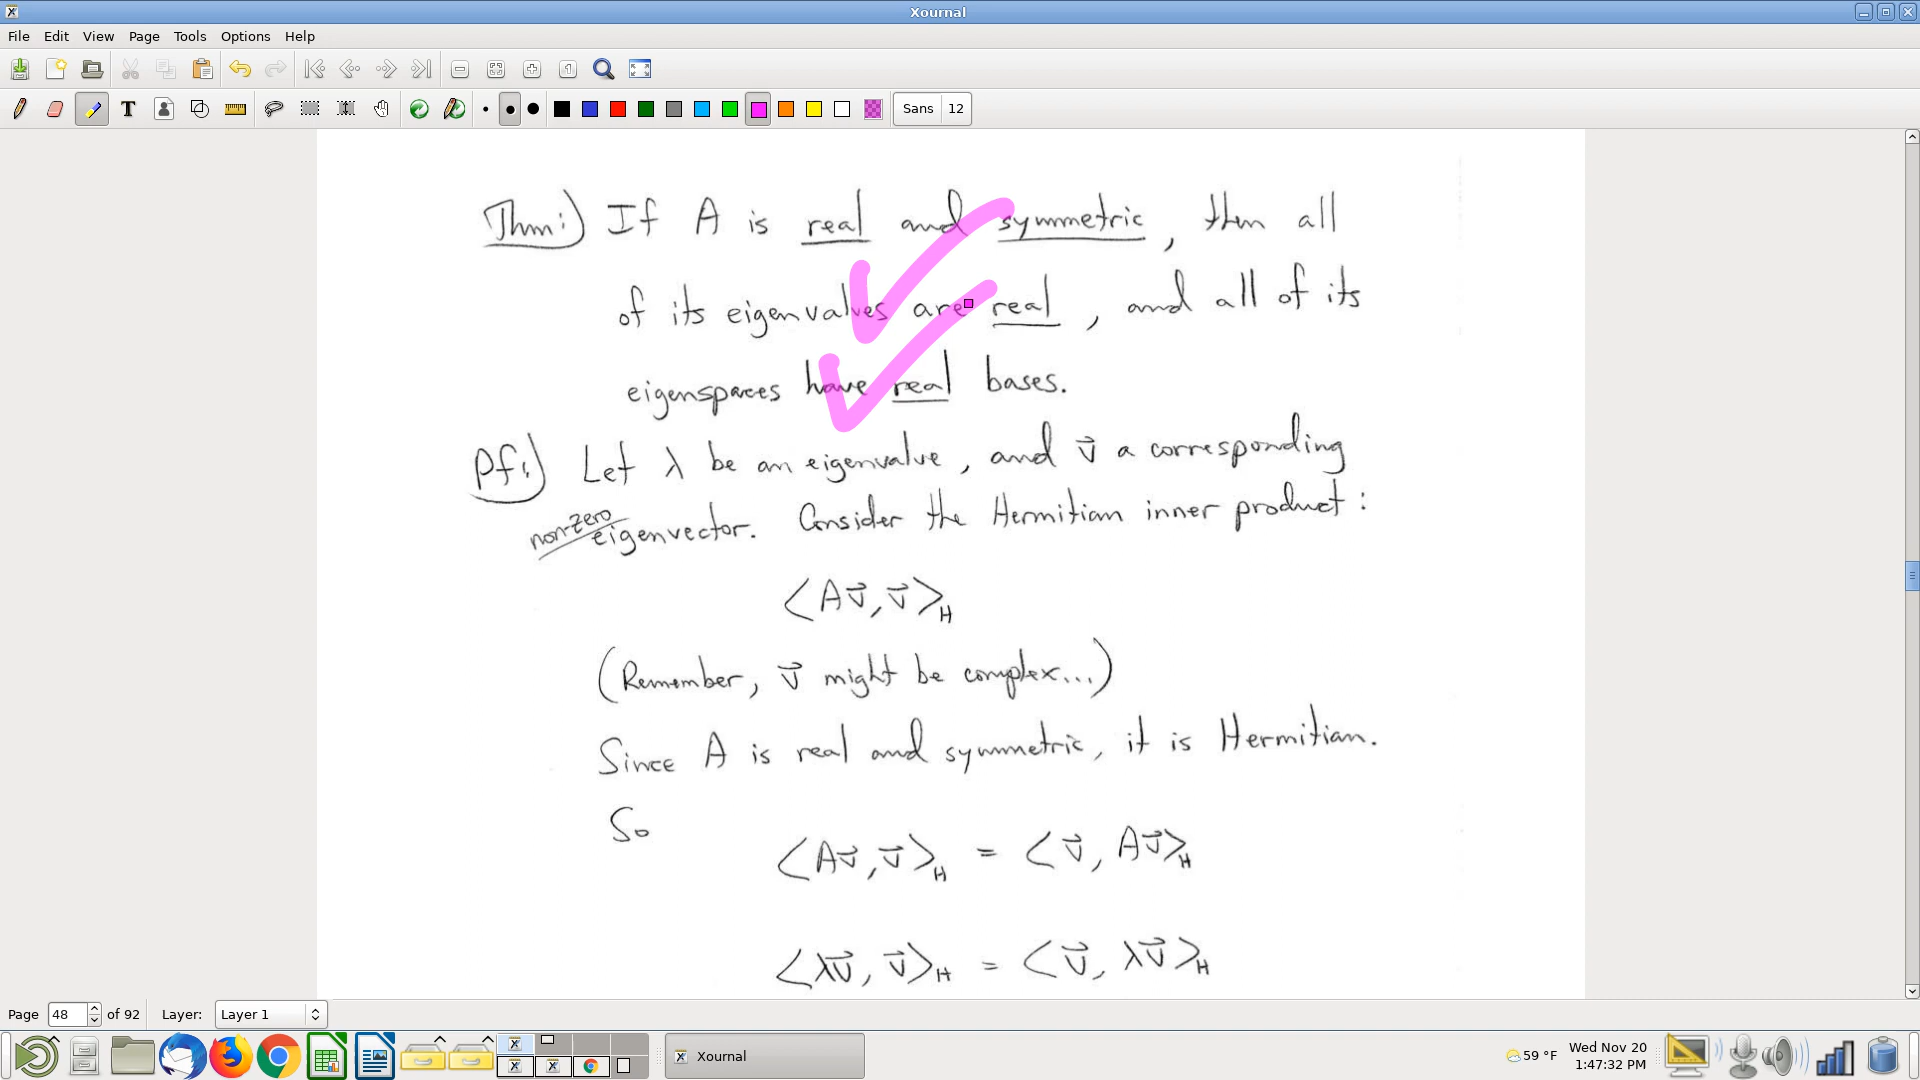 Xournal
File Edit View Page Tools Options Help
Sans 12
Thm:) If A is real and symmetric, then all
of its eigenvalves are real, and all of its
eigenspaces have real bases.
Pf:) Let λ be an eigenvalve, and v⃗ a corresponding
non-zero
eigenvector. Consider the Hermitian inner product:
<Av⃗, v⃗>H
(Remember, v⃗ might be complex...)
Since A is real and symmetric, it is Hermitian.
So
<Av⃗, v⃗>H = <v⃗, Av⃗>H
<λv⃗, v⃗>H = <v⃗, λv⃗>H
Page 48 of 92 Layer: Layer 1
Xournal
59 °F
Wed Nov 20
1:47:32 PM